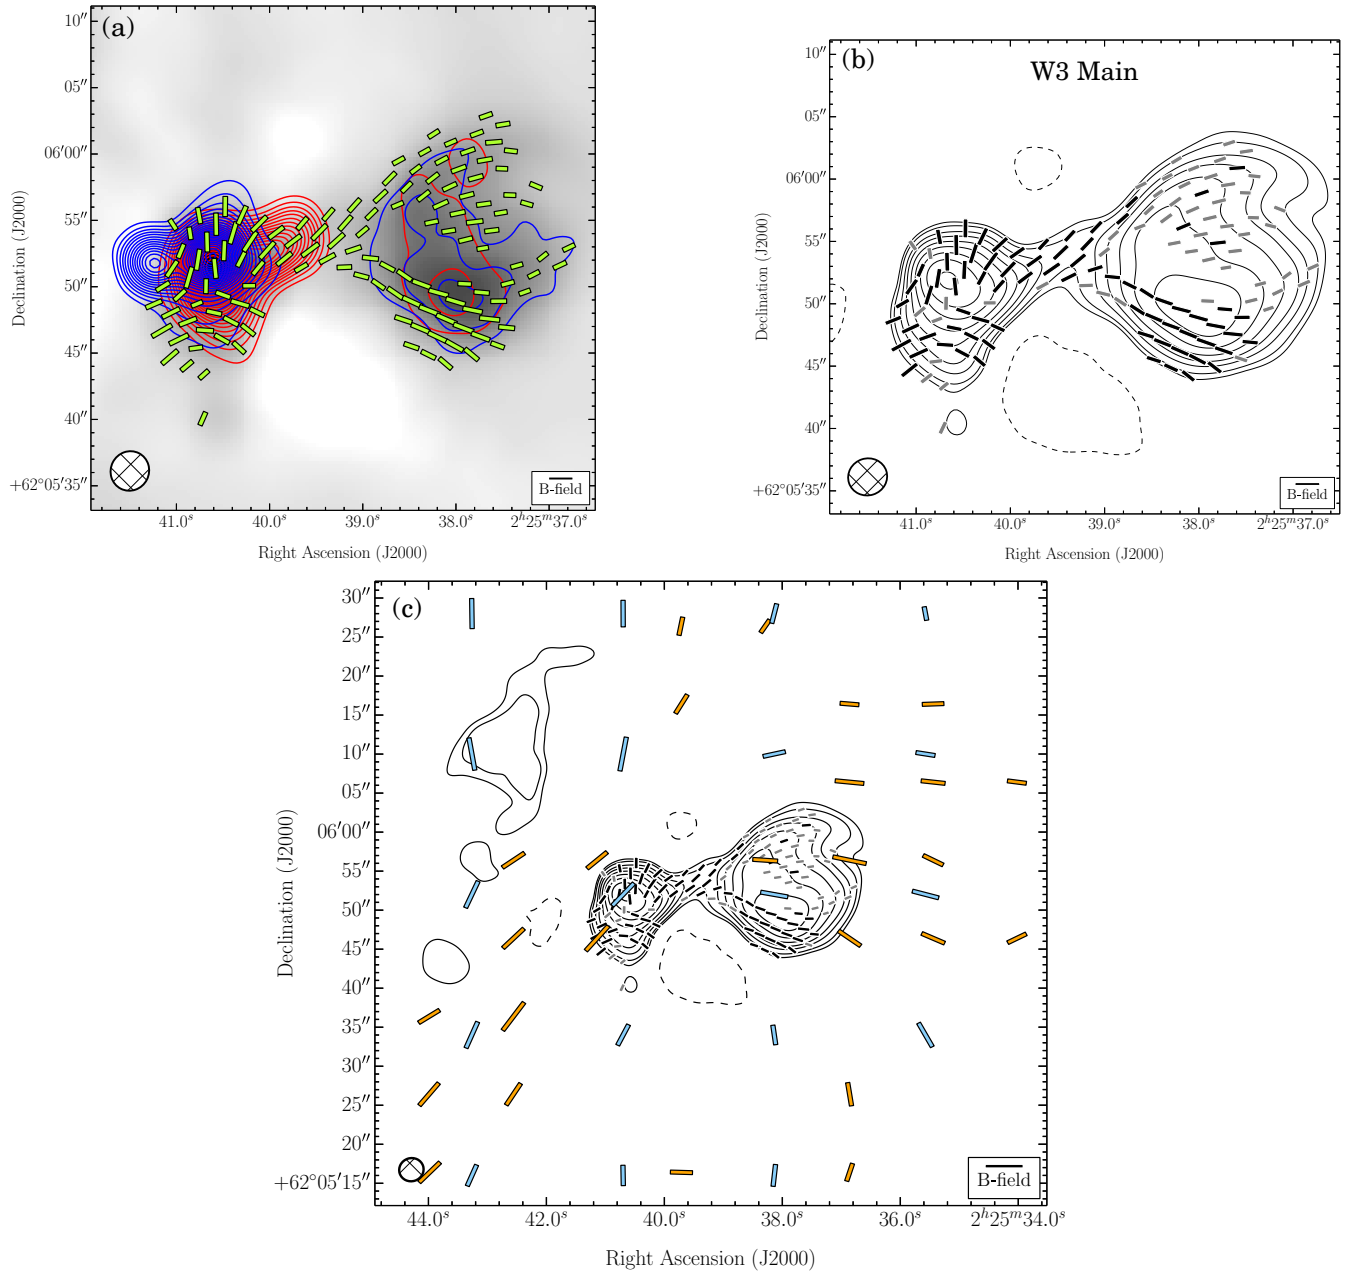 (a)
10″
05″
06′00″
55″
50″
45″
40″
+62°05′35″
Declination (J2000)
41.0ˢ
40.0ˢ
39.0ˢ
38.0ˢ
2ʰ25ᵐ37.0ˢ
Right Ascension (J2000)
B-field
(b)
W3 Main
10″
05″
06′00″
55″
50″
45″
40″
+62°05′35″
Declination (J2000)
41.0ˢ
40.0ˢ
39.0ˢ
38.0ˢ
2ʰ25ᵐ37.0ˢ
Right Ascension (J2000)
B-field
(c)
30″
25″
20″
15″
10″
05″
06′00″
55″
50″
45″
40″
35″
30″
25″
20″
+62°05′15″
Declination (J2000)
44.0ˢ
42.0ˢ
40.0ˢ
38.0ˢ
36.0ˢ
2ʰ25ᵐ34.0ˢ
Right Ascension (J2000)
B-field